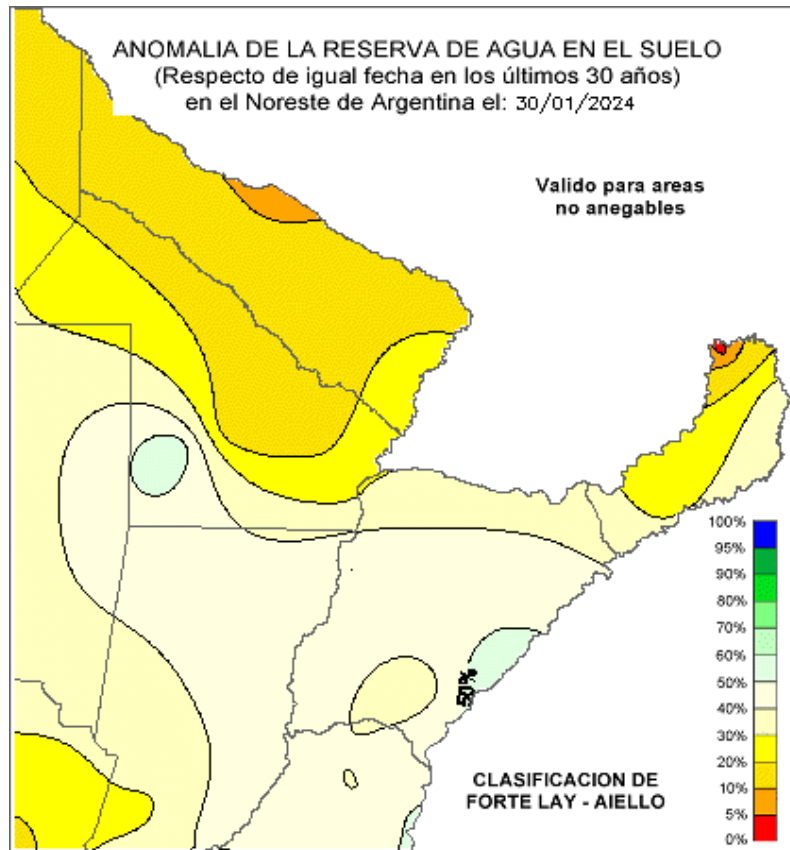 ANOMALIA DE LA RESERVA DE AGUA EN EL SUELO
(Respecto de igual fecha en los últimos 30 años)
en el Noreste de Argentina el: 30/01/2024
Valido para areas
no anegables
50%
100%
95%
90%
80%
70%
60%
50%
40%
30%
20%
10%
5%
0%
CLASIFICACION DE
FORTE LAY - AIELLO